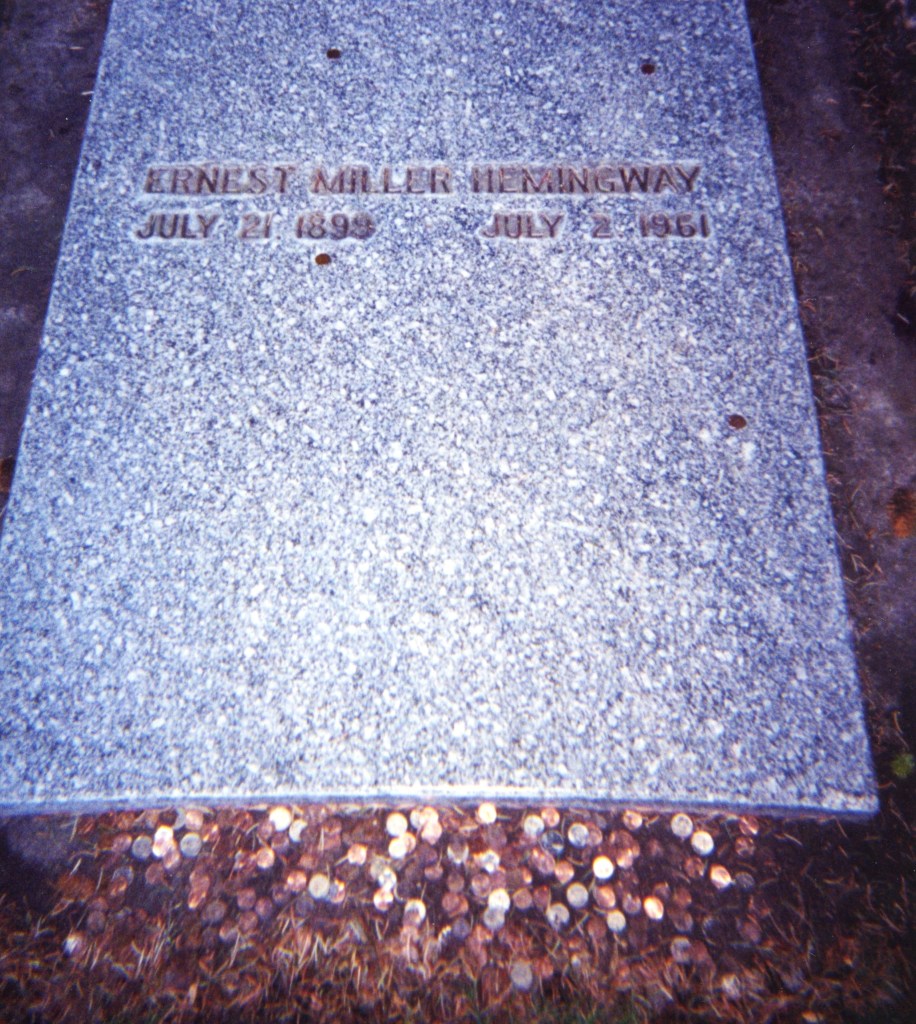 ERNEST MILLER HEMINGWAY
JULY 21 1899 JULY 2 1961